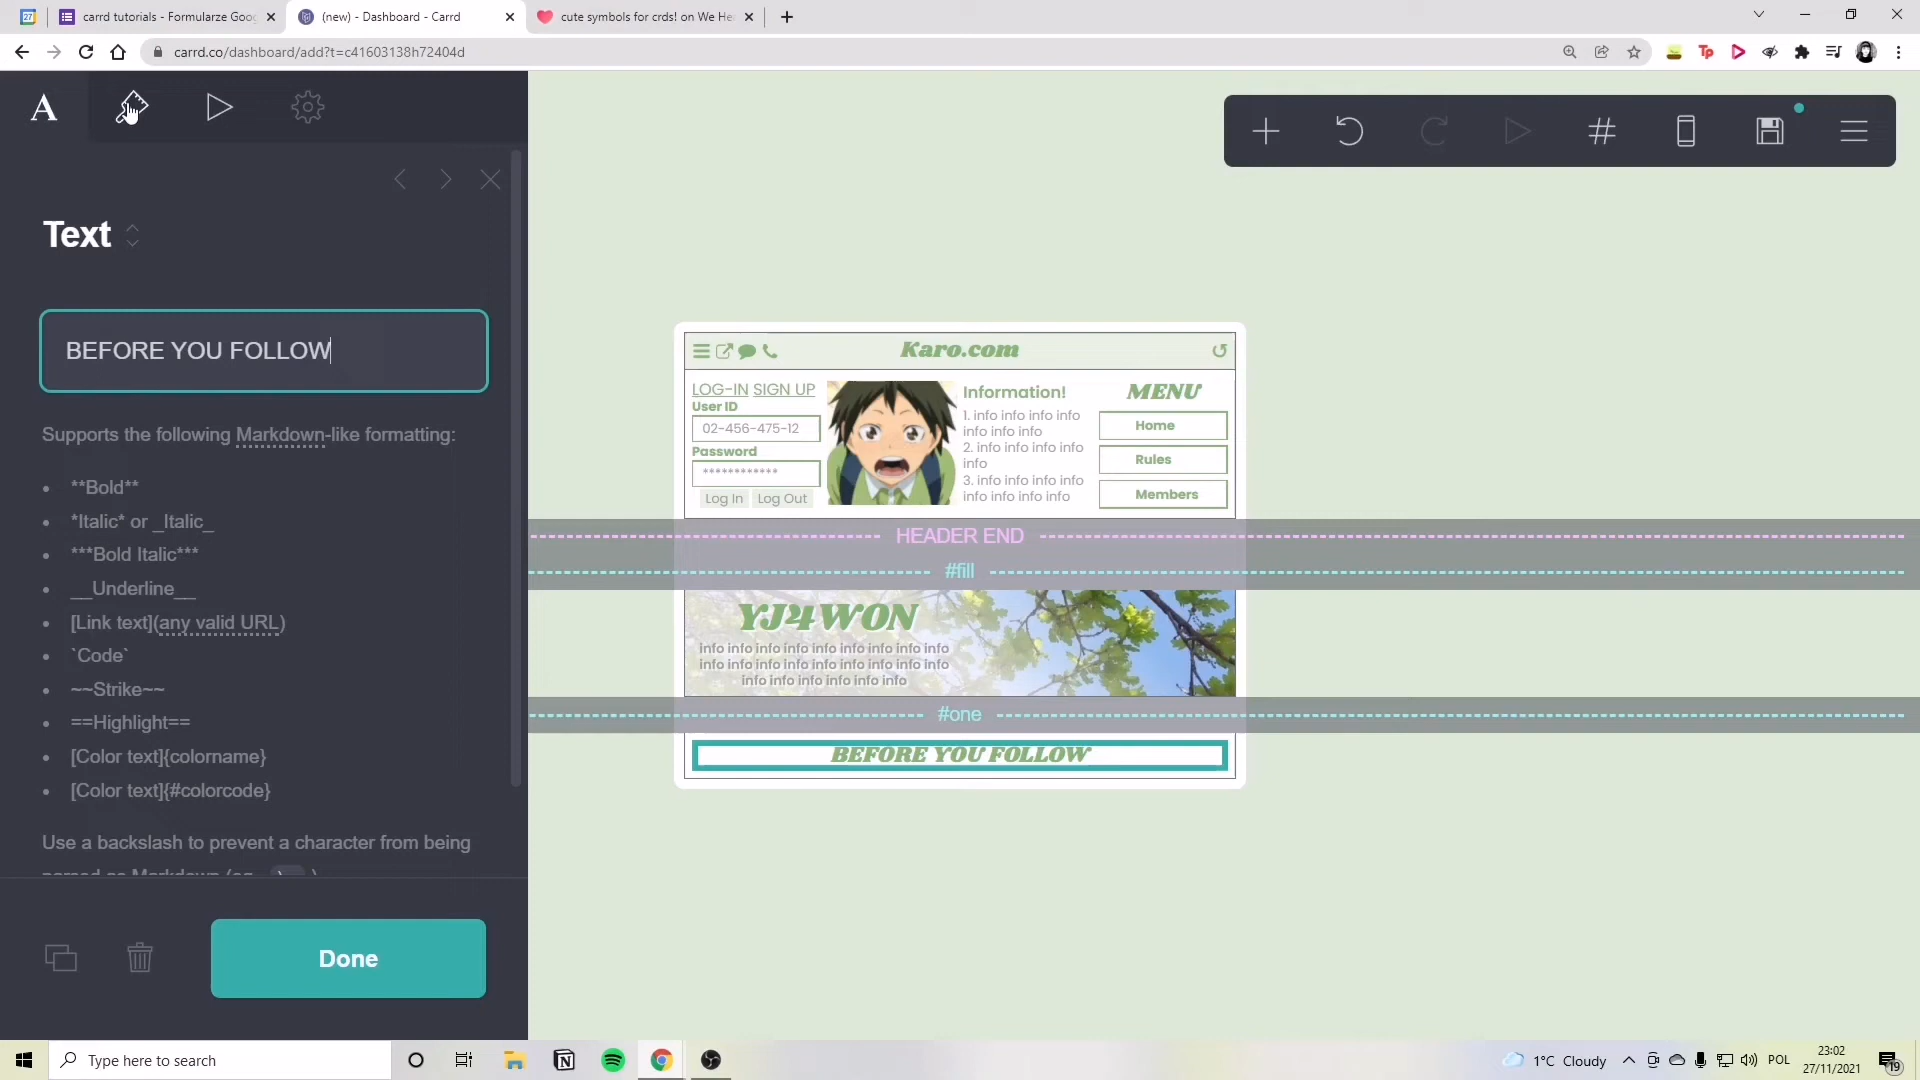 27
carrd tutorials - Formularze Goog
(new) - Dashboard - Carrd
cute symbols for crds! on We He
carrd.co/dashboard/add?t=c41603138h72404d
Tp
A
Text
BEFORE YOU FOLLOW
Supports the following Markdown-like formatting:
**Bold**
*Italic* or _Italic_
***Bold Italic***
__Underline__
[Link text](any valid URL)
`Code`
~~Strike~~
==Highlight==
[Color text]{colorname}
[Color text]{#colorcode}
Use a backslash to prevent a character from being
Done
Karo.com
LOG-IN SIGN UP
User ID
02-456-475-12
Password
************
Log In Log Out
Information!
1. info info info info
info info info
2. info info info info
info
3. info info info info
info info info info
MENU
Home
Rules
Members
HEADER END
#fill
YJ4WON
info info info info info info info info
info info info info info info info info
info info info info info
#one
BEFORE YOU FOLLOW
Type here to search
1°C Cloudy
POL
23:02
27/11/2021
19